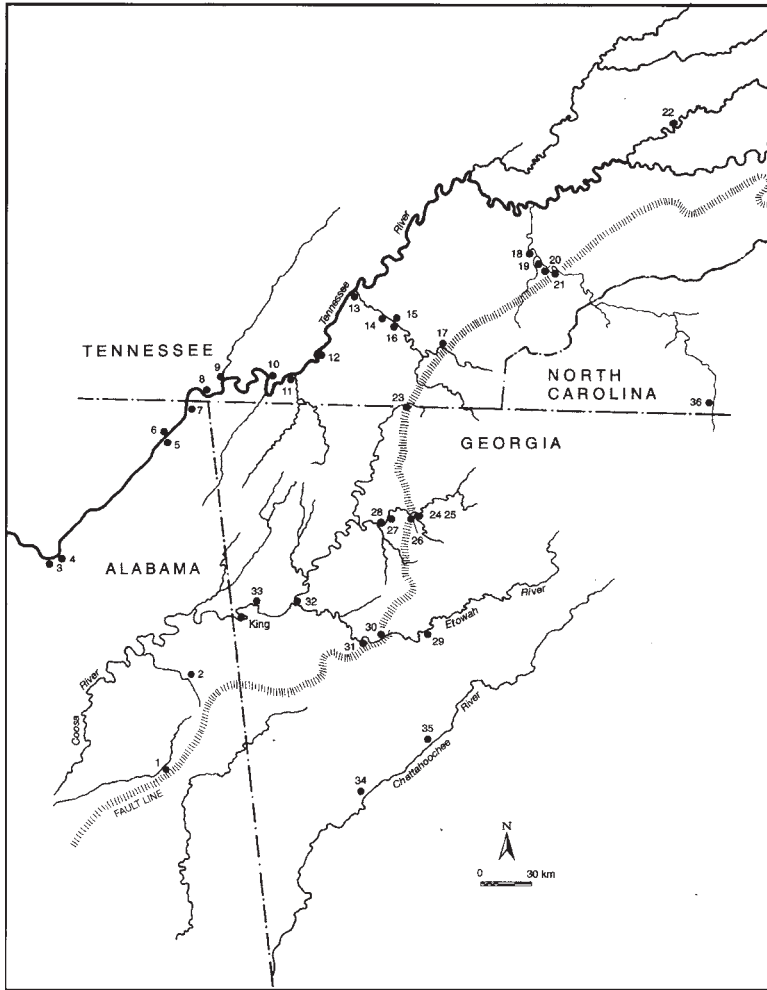 22
River
18
20
19
21
Tennessee
13
14
15
16
17
12
TENNESSEE
10
9
11
8
NORTH
CAROLINA
7
23
36
6
5
GEORGIA
28
27
24 25
26
4
3
ALABAMA
33
32
King
Etowah
River
30
31
29
River
2
Coosa
River
35
Chattahoochee
1
34
FAULT LINE
N
0
30 km